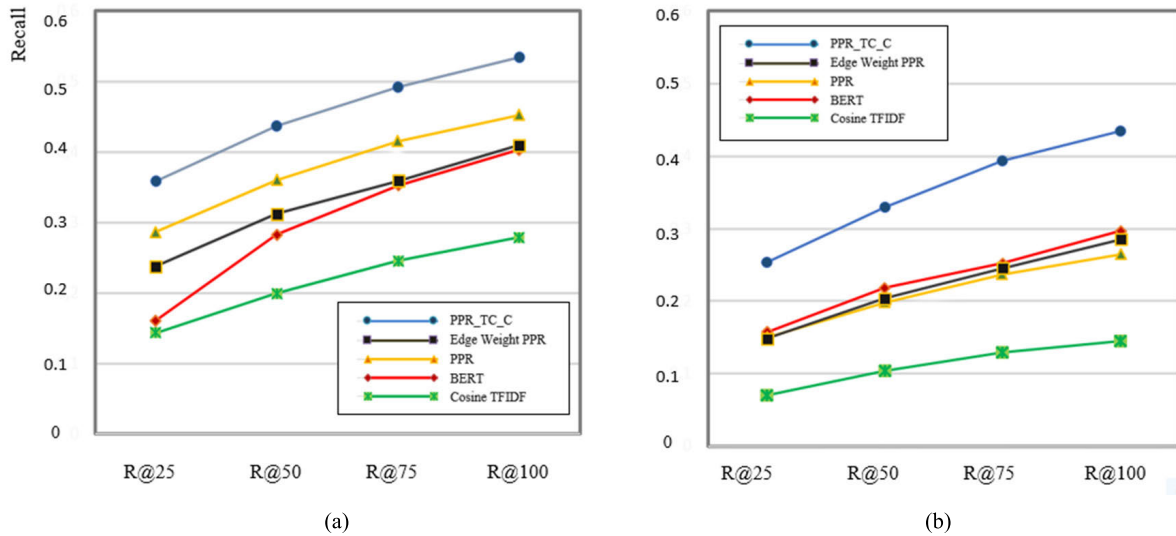 Recall
0.6
0.5
0.4
0.3
0.2
0.1
0
PPR_TC_C
Edge Weight PPR
PPR
BERT
Cosine TFIDF
R@25 R@50 R@75 R@100
(a)
0.6
0.5
0.4
0.3
0.2
0.1
0
PPR_TC_C
Edge Weight PPR
PPR
BERT
Cosine TFIDF
R@25 R@50 R@75 R@100
(b)